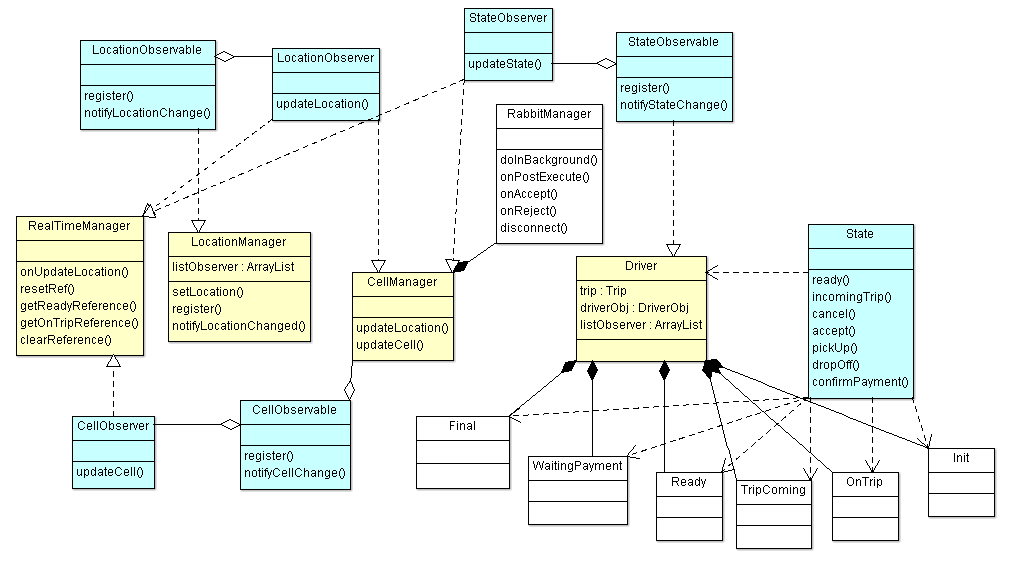 StateObserver
updateState()
LocationObservable
register()
notifyLocationChange()
LocationObserver
updateLocation()
StateObservable
register()
notifyStateChange()
RabbitManager
doInBackground()
onPostExecute()
onAccept()
onReject()
disconnect()
RealTimeManager
onUpdateLocation()
resetRef()
getReadyReference()
getOnTripReference()
clearReference()
LocationManager
listObserver : ArrayList
setLocation()
register()
notifyLocationChanged()
CellManager
updateLocation()
updateCell()
Driver
trip : Trip
driverObj : DriverObj
listObserver : ArrayList
State
ready()
incomingTrip()
cancel()
accept()
pickUp()
dropOff()
confirmPayment()
CellObserver
updateCell()
CellObservable
register()
notifyCellChange()
Final
WaitingPayment
Ready
TripComing
OnTrip
Init